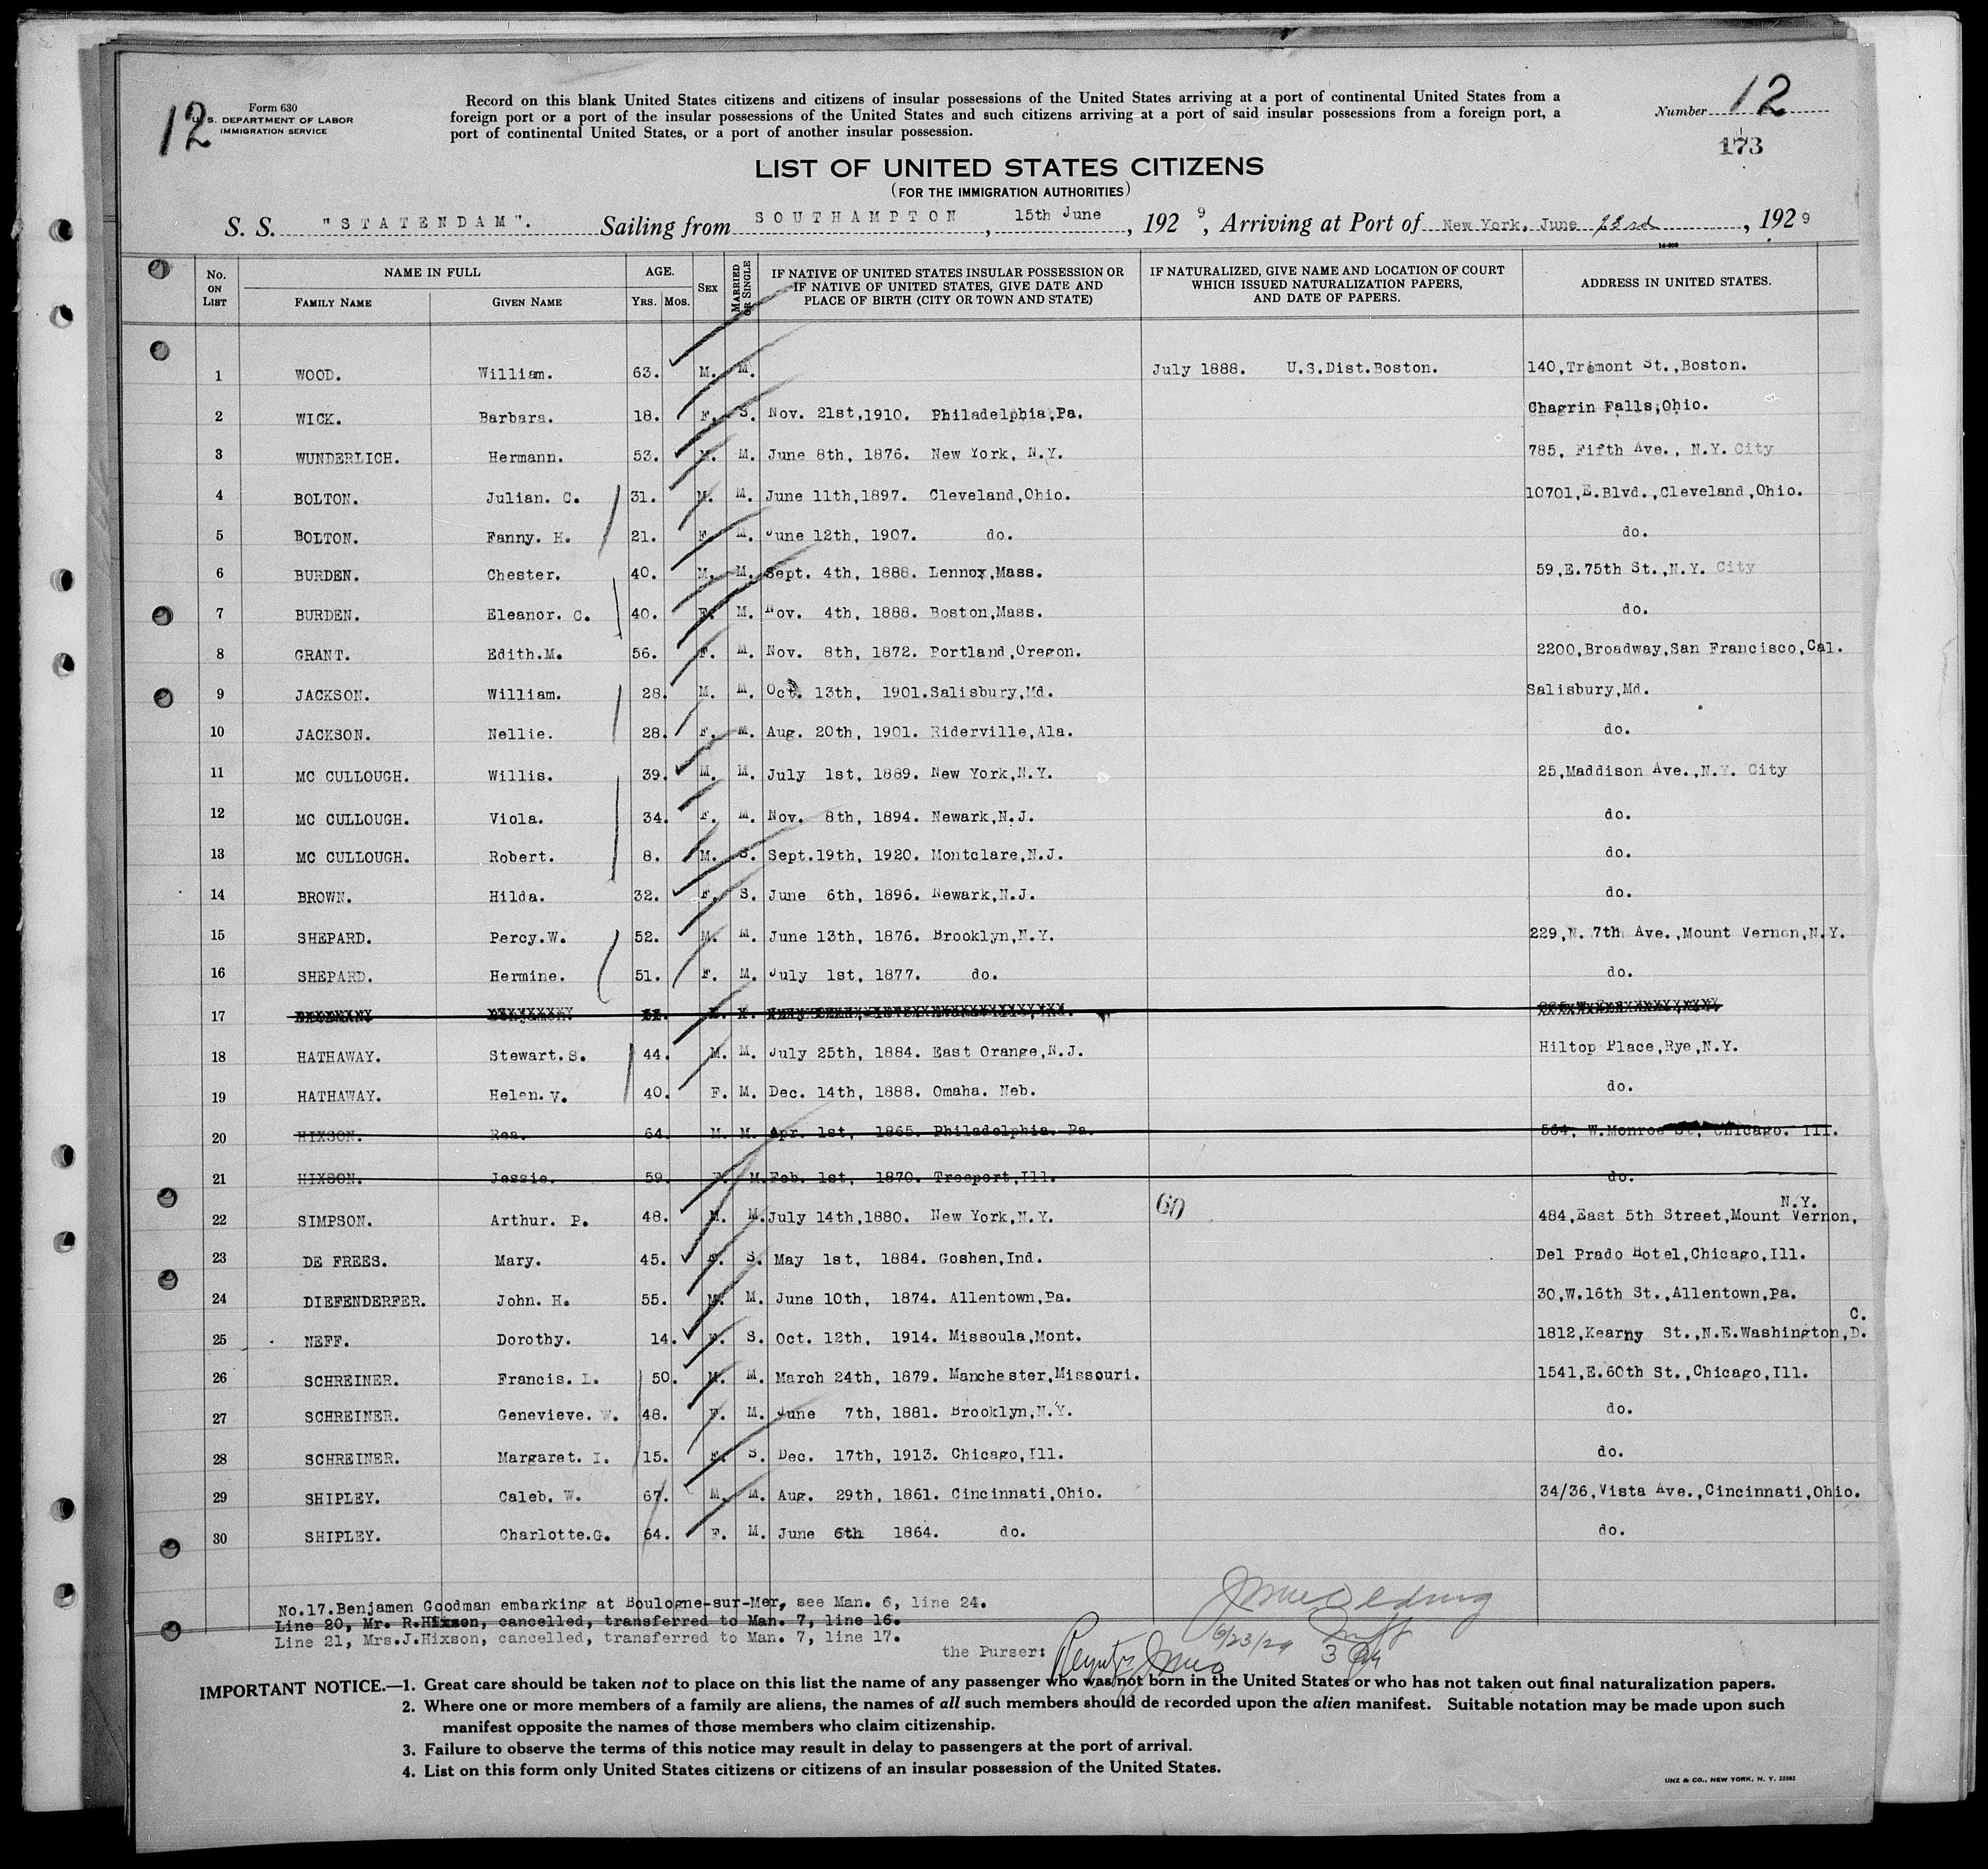 12
Form 630
U. S. DEPARTMENT OF LABOR
IMMIGRATION SERVICE
Record on this blank United States citizens and citizens of insular possessions of the United States arriving at a port of continental United States from a
foreign port or a port of the insular possessions of the United States and such citizens arriving at a port of said insular possessions from a foreign port, a
port of continental United States, or a port of another insular possession.
Number 12
173
LIST OF UNITED STATES CITIZENS
(FOR THE IMMIGRATION AUTHORITIES)
S. S. "STATENDAM". Sailing from SOUTHAMPTON, 15th June, 1929, Arriving at Port of New York, June 23rd, 1929
No. ON LIST NAME IN FULL FAMILY NAME GIVEN NAME AGE. YRS. MOS. SEX MARRIED OR SINGLE IF NATIVE OF UNITED STATES INSULAR POSSESSION OR IF NATIVE OF UNITED STATES, GIVE DATE AND PLACE OF BIRTH (CITY OR TOWN AND STATE) IF NATURALIZED, GIVE NAME AND LOCATION OF COURT WHICH ISSUED NATURALIZATION PAPERS, AND DATE OF PAPERS. ADDRESS IN UNITED STATES.
1 WOOD. William. 63. M. M. July 1888. U.S.Dist.Boston. 140,Tremont St.,Boston.
2 WICK. Barbara. 18. F. S. Nov. 21st,1910. Philadelphia,Pa. Chagrin Falls,Ohio.
3 WUNDERLICH. Hermann. 53. M. M. June 8th, 1876. New York, N.Y. 785, Fifth Ave., N.Y. City
4 BOLTON. Julian. C. 31. M. M. June 11th,1897. Cleveland,Ohio. 10701,E.Blvd.,Cleveland,Ohio.
5 BOLTON. Fanny. H. 21. F. M. June 12th, 1907. do. do.
6 BURDEN. Chester. 40. M. M. Sept. 4th, 1888. Lennox,Mass. 59,E.75th St.,N.Y. City
7 BURDEN. Eleanor. C. 40. F. M. Nov. 4th, 1888. Boston,Mass. do.
8 GRANT. Edith.M. 56. F. M. Nov. 8th, 1872. Portland,Oregon. 2200,Broadway,San Francisco,Cal.
9 JACKSON. William. 28. M. M. Oct. 13th, 1901.Salisbury,Md. Salisbury,Md.
10 JACKSON. Nellie. 28. F. M. Aug. 20th, 1901. Riderville,Ala. do.
11 MC CULLOUGH. Willis. 39. M. M. July 1st, 1889. New York,N.Y. 25,Maddison Ave.,N.Y. City
12 MC CULLOUGH. Viola. 34. F. M. Nov. 8th, 1894. Newark,N.J. do.
13 MC CULLOUGH. Robert. 8. M. S. Sept.19th, 1920. Montclare,N.J. do.
14 BROWN. Hilda. 32. F. S. June 6th, 1896. Newark,N.J. do.
15 SHEPARD. Percy.W. 52. M. M. June 13th, 1876. Brooklyn,N.Y. 229,N. 7th Ave.,Mount Vernon,N.Y.
16 SHEPARD. Hermine. 51. F. M. July 1st, 1877. do. do.
17
18 HATHAWAY. Stewart.S. 44. M. M. July 25th, 1884. East Orange,N.J. Hiltop Place,Rye,N.Y.
19 HATHAWAY. Helen.V. 40. F. M. Dec. 14th, 1888. Omaha. Neb. do.
20 HIXSON. Rea. 64. M. M. Apr. 1st, 1865. Philadelphia. Pa. 564, W.Monroe St, Chicago. Ill.
21 HIXSON. Jessie. 59. F. M. Feb. 1st, 1870. Treeport,Ill. do.
22 SIMPSON. Arthur. P. 48. M. M. July 14th,1880. New York,N.Y. 60 484,East 5th Street,Mount Vernon, N.Y.
23 DE FREES. Mary. 45. F. S. May 1st, 1884. Goshen,Ind. Del Prado Hotel,Chicago,Ill.
24 DIEFENDERFER. John. H. 55. M. M. June 10th, 1874. Allentown,Pa. 30,W.16th St.,Allentown,Pa.
25 NEFF. Dorothy. 14. F. S. Oct. 12th, 1914. Missoula,Mont. 1812,Kearny St.,N.E.Washington,D. C.
26 SCHREINER. Francis. I. 50. M. M. March 24th, 1879. Manchester,Missouri. 1541,E.60th St.,Chicago,Ill.
27 SCHREINER. Genevieve. W. 48. F. M. June 7th, 1881. Brooklyn,N.Y. do.
28 SCHREINER. Margaret. I. 15. F. S. Dec. 17th, 1913. Chicago,Ill. do.
29 SHIPLEY. Caleb. W. 67. M. M. Aug. 29th, 1861. Cincinnati,Ohio. 34/36,Vista Ave.,Cincinnati,Ohio.
30 SHIPLEY. Charlotte.G. 64. F. M. June 6th 1864. do. do.
No.17.Benjamen Goodman embarking at Boulogne-sur-Mer, see Man. 6, line 24.
Line 20, Mr. R.Hixson, cancelled, transferred to Man. 7, line 16.
Line 21, Mrs.J.Hixson, cancelled, transferred to Man. 7, line 17.
the Purser:
6/23/29
3
IMPORTANT NOTICE.—1. Great care should be taken not to place on this list the name of any passenger who was not born in the United States or who has not taken out final naturalization papers.
2. Where one or more members of a family are aliens, the names of all such members should de recorded upon the alien manifest. Suitable notation may be made upon such
manifest opposite the names of those members who claim citizenship.
3. Failure to observe the terms of this notice may result in delay to passengers at the port of arrival.
4. List on this form only United States citizens or citizens of an insular possession of the United States.
UNZ & CO., NEW YORK, N. Y. 22082